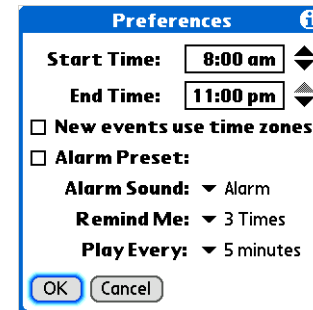 Preferences
Start Time: 8:00 am
End Time: 11:00 pm
New events use time zones
Alarm Preset:
Alarm Sound: Alarm
Remind Me: 3 Times
Play Every: 5 minutes
OK Cancel